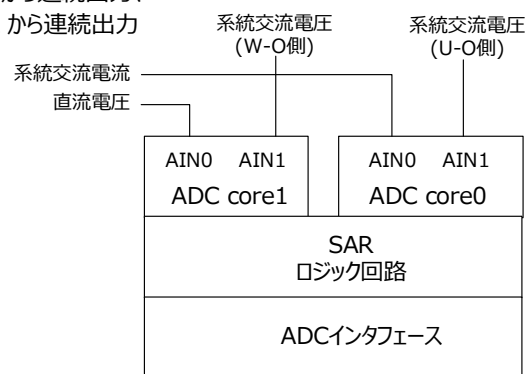 から連続出力
系統交流電圧
(W-O側)
系統交流電圧
(U-O側)
系統交流電流
直流電圧
AIN0 AIN1
ADC core1
AIN0 AIN1
ADC core0
SAR
ロジック回路
ADCインタフェース